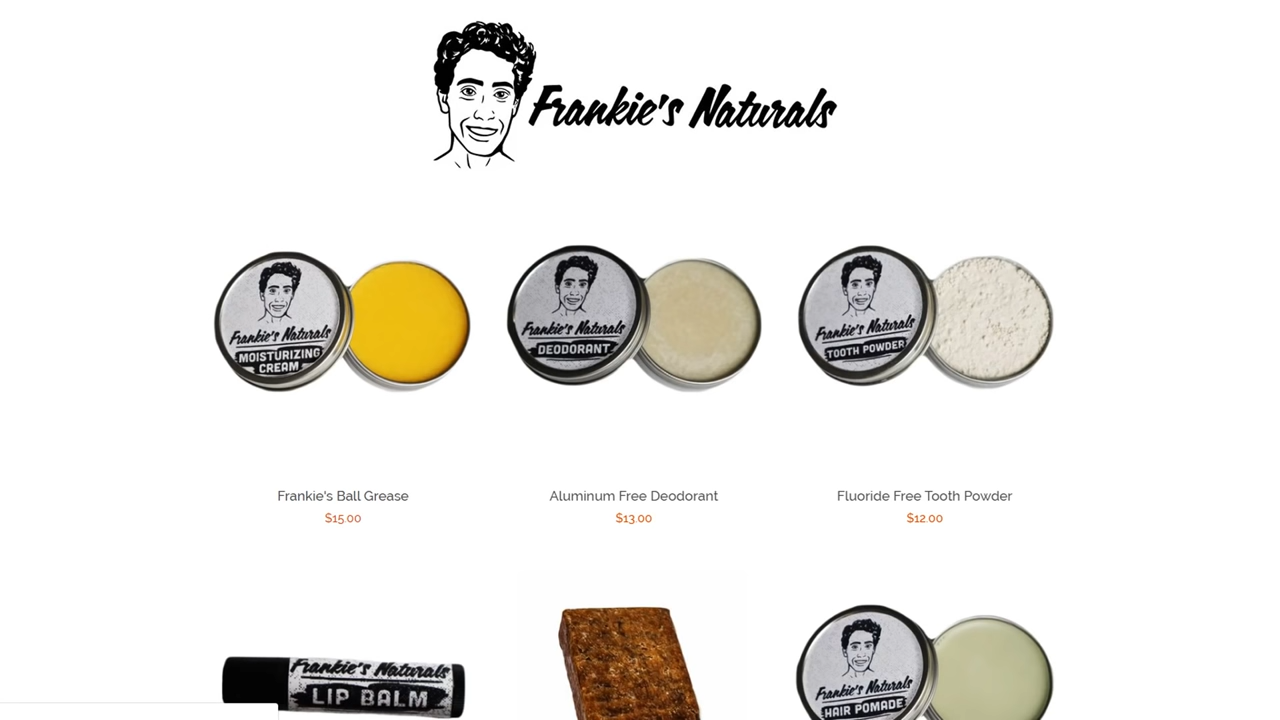 Frankie's Naturals
Frankie's Naturals
MOISTURIZING
CREAM
Frankie's Naturals
DEODORANT
Frankie's Naturals
TOOTH POWDER
Frankie's Ball Grease
$15.00
Aluminum Free Deodorant
$13.00
Fluoride Free Tooth Powder
$12.00
Frankie's Naturals
LIP BALM
Frankie's Naturals
HAIR POMADE